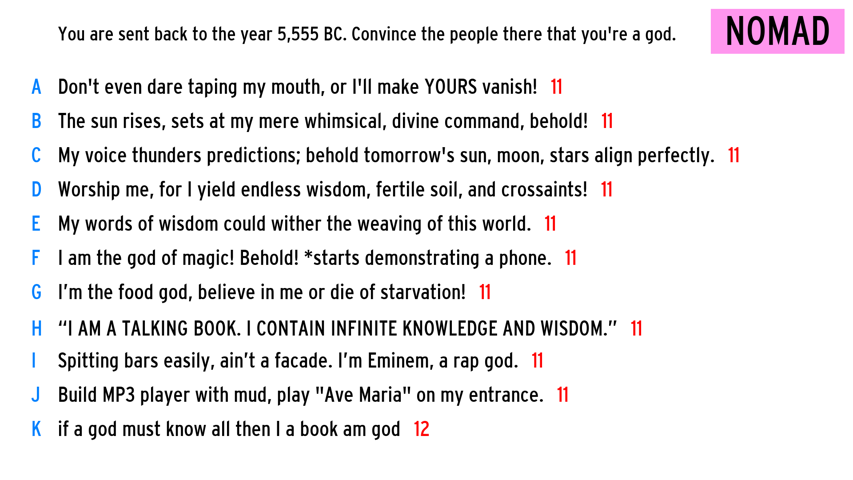 You are sent back to the year 5,555 BC. Convince the people there that you're a god.
NOMAD
A Don't even dare taping my mouth, or I'll make YOURS vanish! 11
B The sun rises, sets at my mere whimsical, divine command, behold! 11
C My voice thunders predictions; behold tomorrow's sun, moon, stars align perfectly. 11
D Worship me, for I yield endless wisdom, fertile soil, and crossaints! 11
E My words of wisdom could wither the weaving of this world. 11
F I am the god of magic! Behold! *starts demonstrating a phone. 11
G I’m the food god, believe in me or die of starvation! 11
H “I AM A TALKING BOOK. I CONTAIN INFINITE KNOWLEDGE AND WISDOM.” 11
I Spitting bars easily, ain’t a facade. I’m Eminem, a rap god. 11
J Build MP3 player with mud, play "Ave Maria" on my entrance. 11
K if a god must know all then I a book am god 12